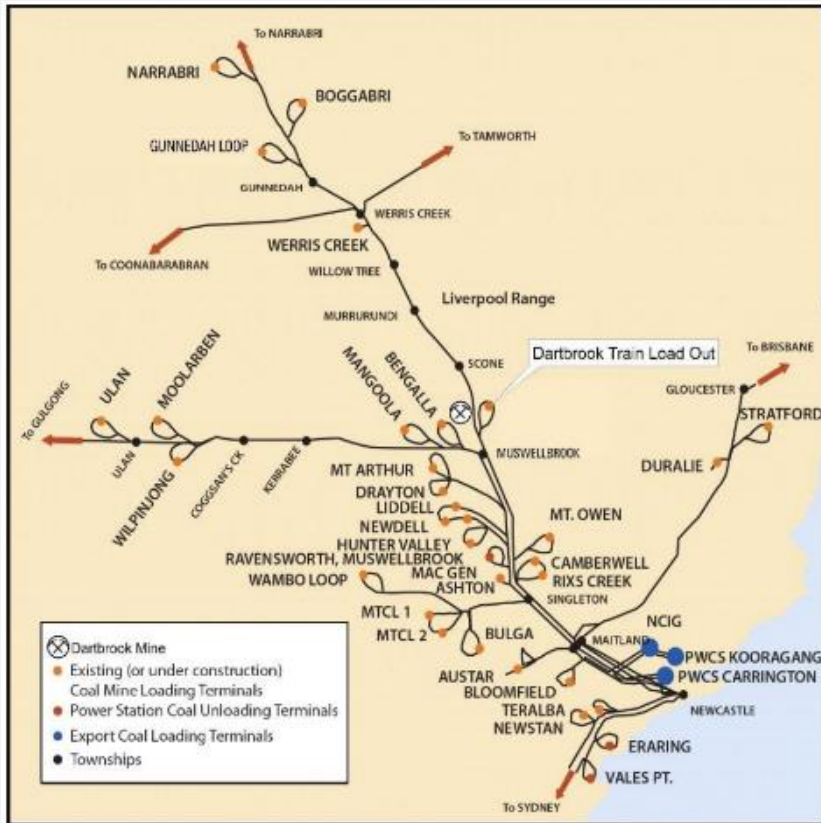 To NARRABRI
NARRABRI
BOGGABRI
To TAMWORTH
GUNNEDAH LOOP
GUNNEDAH
WERRIS CREEK
WERRIS CREEK
To COONABARABRAN
WILLOW TREE
Liverpool Range
MURRURUNDI
Dartbrook Train Load Out
To BRISBANE
SCONE
GLOUCESTER
BENGALLA
MANGOOLA
MOOLARBEN
ULAN
To GULGONG
STRATFORD
MUSWELLBROOK
ULAN
WILPINJONG
COGGSAN'S CK
KERRABEE
DURALIE
MT ARTHUR
DRAYTON
LIDDELL
NEWDELL
MT. OWEN
HUNTER VALLEY
RAVENSWORTH, MUSWELLBROOK
CAMBERWELL
MAC GEN
RIXS CREEK
WAMBO LOOP
ASHTON
SINGLETON
NCIG
MTCL 1
MTCL 2
BULGA
MAITLAND
PWCS KOORAGANG
AUSTAR
PWCS CARRINGTON
BLOOMFIELD
TERALBA
NEWCASTLE
NEWSTAN
ERARING
VALES PT.
To SYDNEY
Dartbrook Mine
Existing (or under construction)
Coal Mine Loading Terminals
Power Station Coal Unloading Terminals
Export Coal Loading Terminals
Townships